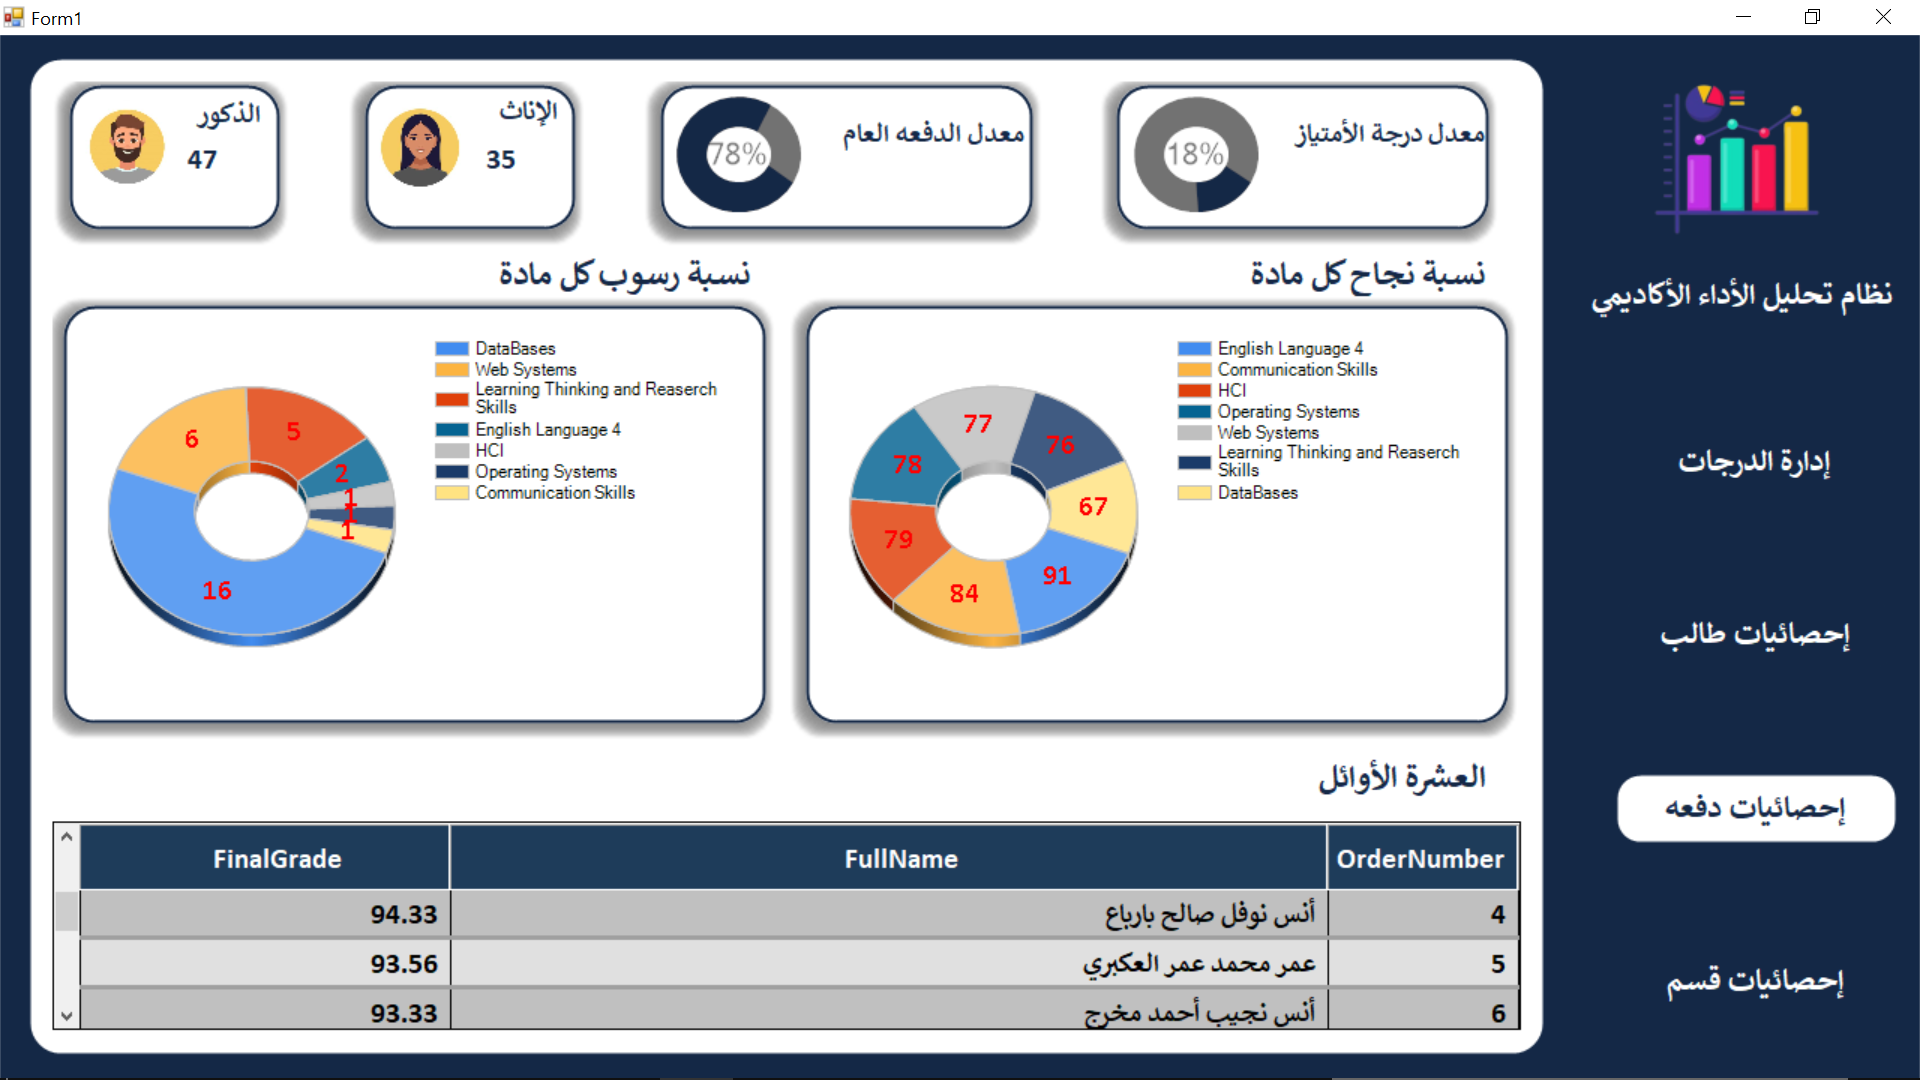 Form1
نظام تحليل الأداء الأكاديمي
إدارة الدرجات
إحصائيات طالب
إحصائيات دفعه
إحصائيات قسم
معدل درجة الأمتياز
18%
معدل الدفعه العام
78%
الإناث
35
الذكور
47
نسبة نجاح كل مادة
77
76
78
67
79
91
84
English Language 4
Communication Skills
HCI
Operating Systems
Web Systems
Learning Thinking and Reaserch
Skills
DataBases
نسبة رسوب كل مادة
6
5
2
1
1
1
16
DataBases
Web Systems
Learning Thinking and Reaserch
Skills
English Language 4
HCI
Operating Systems
Communication Skills
العشرة الأوائل
OrderNumber FullName FinalGrade
4 أنس نوفل صالح بارباع 94.33
5 عمر محمد عمر العكبري 93.56
6 أنس نجيب أحمد مخرج 93.33